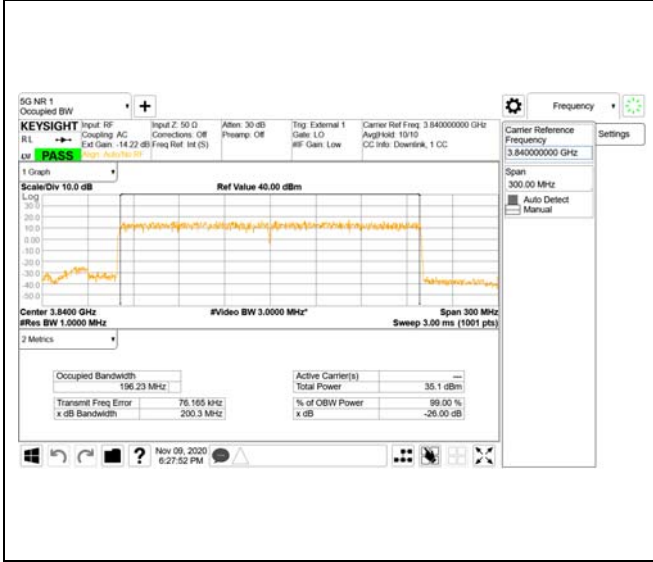 5G NR 1
Occupied BW
Frequency
KEYSIGHT
R L
PASS
Input: RF
Coupling: AC
Ext Gain: -14.22 dB
Align: Auto/No RF
Input Z: 50 Ω
Corrections: Off
Freq Ref: Int (S)
Atten: 30 dB
Preamp: Off
Trig: External 1
Gate: LO
#IF Gain: Low
Carrier Ref Freq: 3.840000000 GHz
Avg|Hold: 10/10
CC Info: Downlink, 1 CC
Carrier Reference
Frequency
3.840000000 GHz
Settings
Span
300.00 MHz
Auto Detect
Manual
1 Graph
Scale/Div 10.0 dB
Ref Value 40.00 dBm
Log
30.0
20.0
10.0
0.00
-10.0
-20.0
-30.0
-40.0
-50.0
Center 3.8400 GHz
#Video BW 3.0000 MHz*
Span 300 MHz
#Res BW 1.0000 MHz
Sweep 3.00 ms (1001 pts)
2 Metrics
Occupied Bandwidth
196.23 MHz
Active Carrier(s)
---
Total Power
35.1 dBm
Transmit Freq Error
76.165 kHz
% of OBW Power
99.00 %
x dB Bandwidth
200.3 MHz
x dB
-26.00 dB
?
Nov 09, 2020
6:27:52 PM